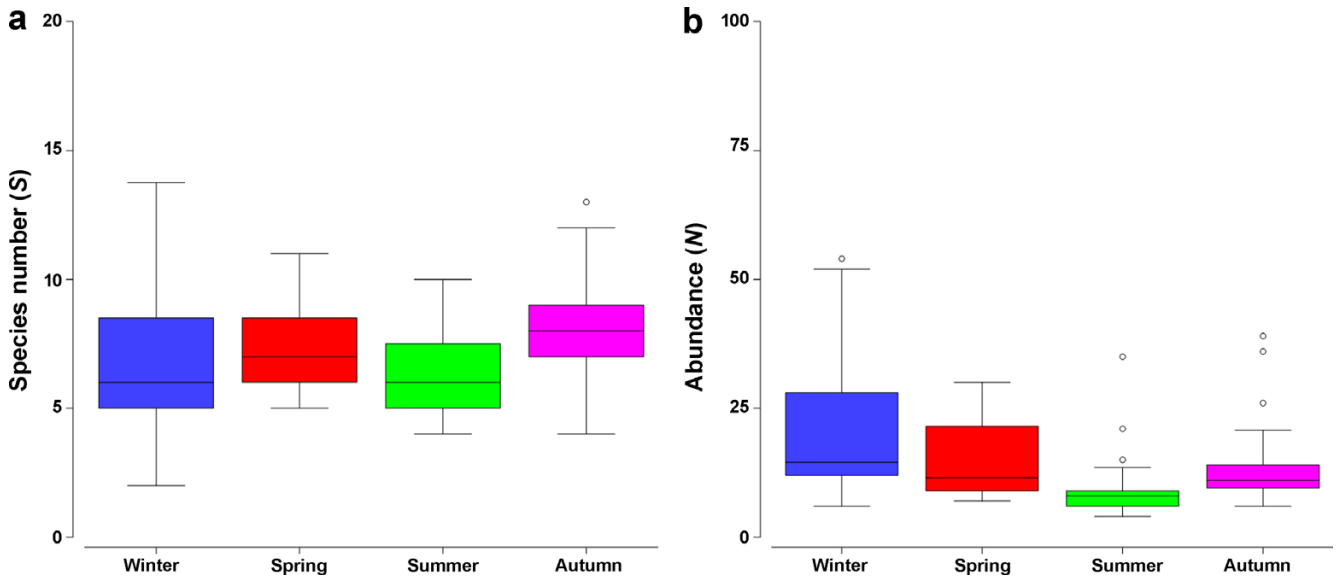 a
Species number (S)
20
15
10
5
0
Winter Spring Summer Autumn
b
Abundance (N)
100
75
50
25
0
Winter Spring Summer Autumn